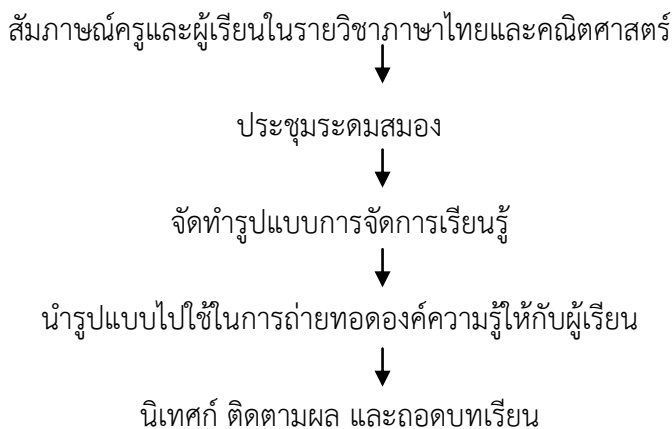 สัมภาษณ์ครูและผู้เรียนในรายวิชาภาษาไทยและคณิตศาสตร์
ประชุมระดมสมอง
จัดทำรูปแบบการจัดการเรียนรู้
นำรูปแบบไปใช้ในการถ่ายทอดองค์ความรู้ให้กับผู้เรียน
นิเทศก์ ติดตามผล และถอดบทเรียน